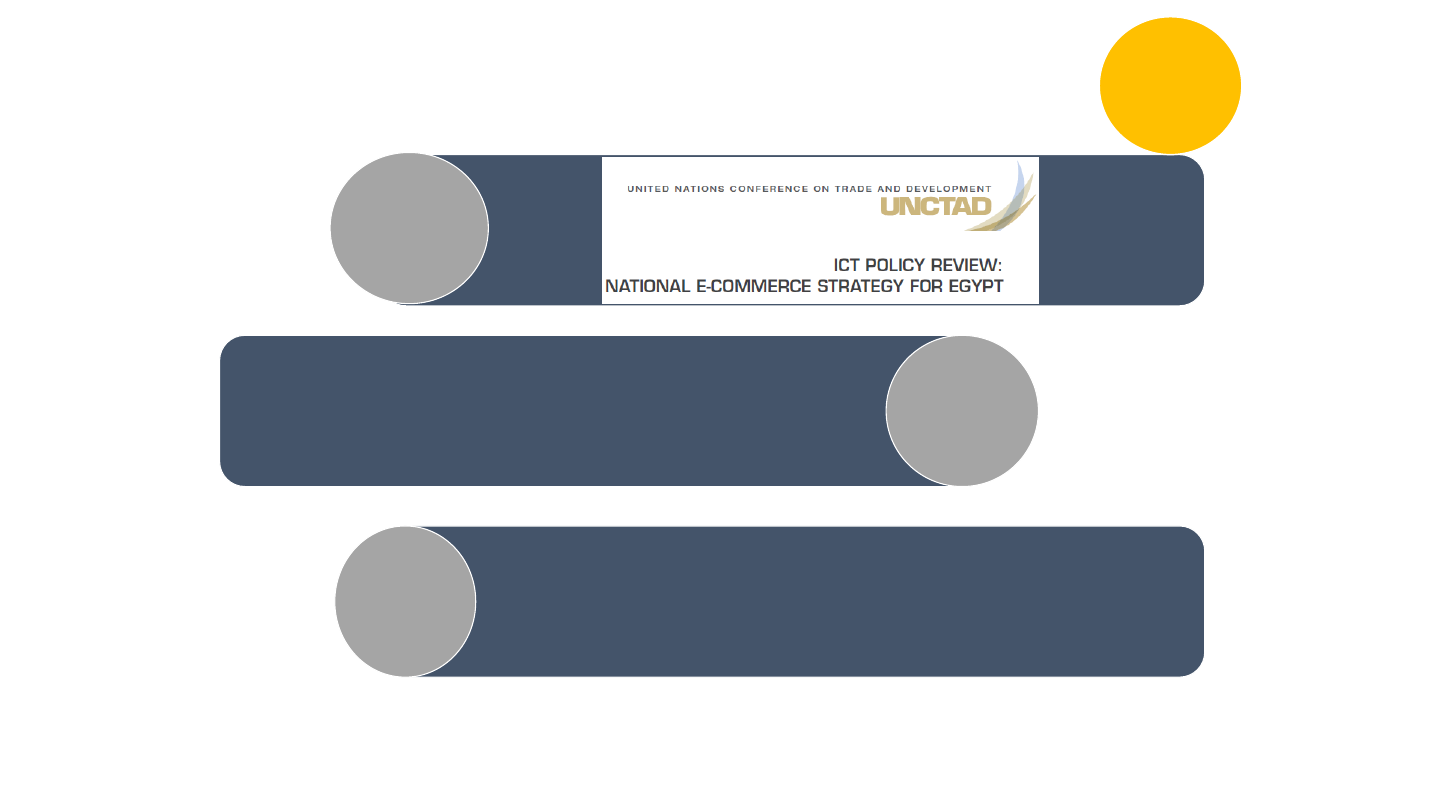 UNITED NATIONS CONFERENCE ON TRADE AND DEVELOPMENT
UNCTAD
ICT POLICY REVIEW:
NATIONAL E-COMMERCE STRATEGY FOR EGYPT